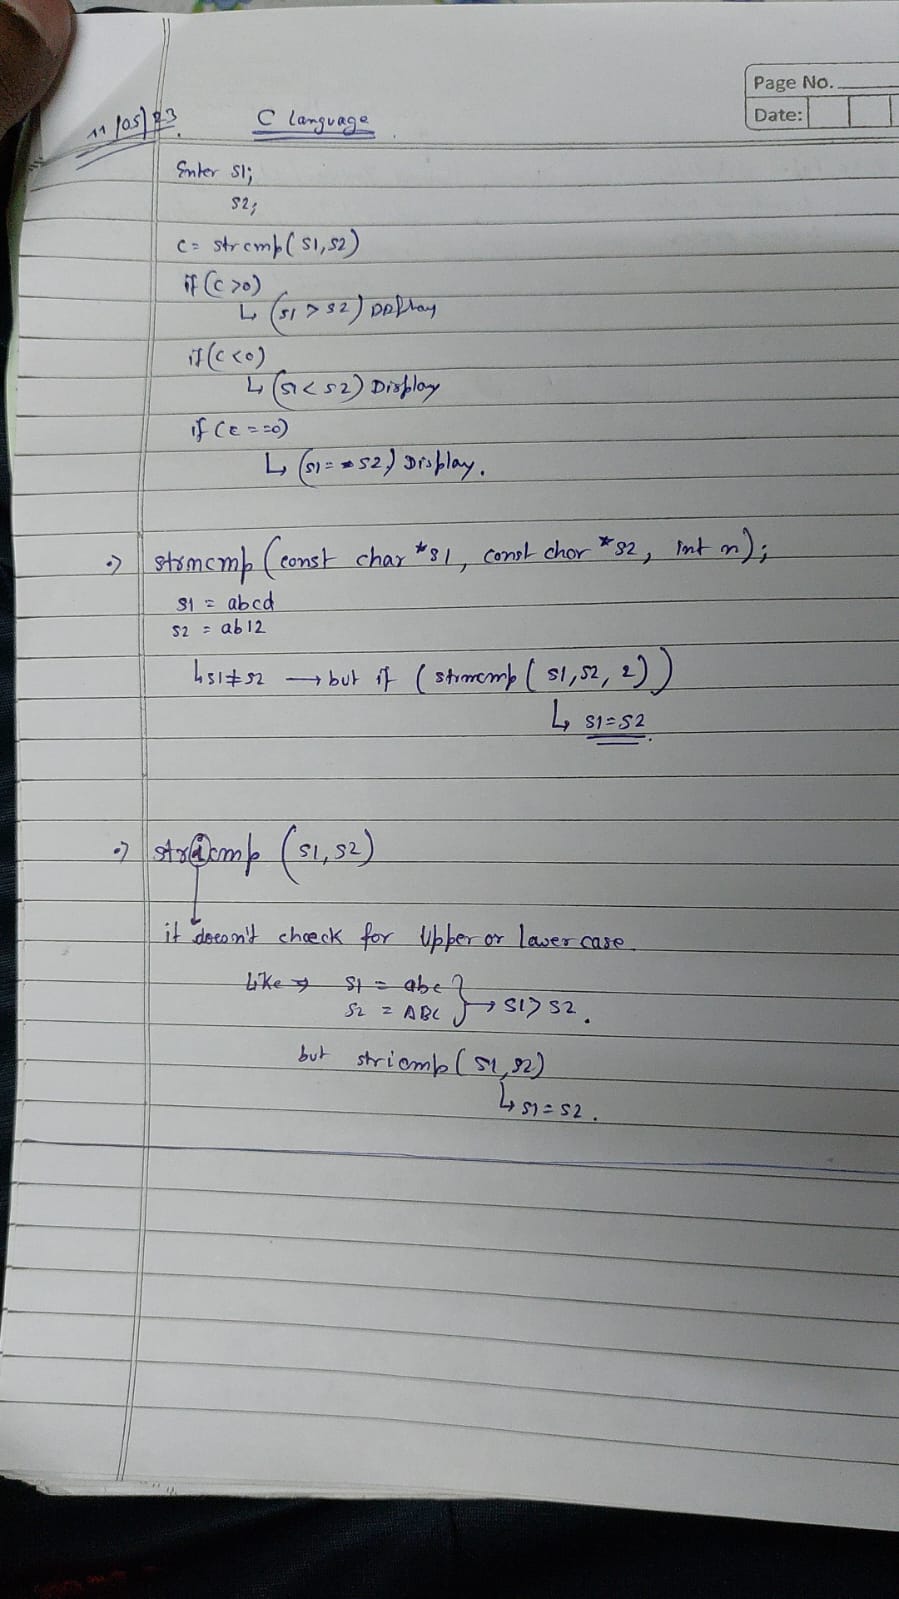 Page No.
Date:
11/05/23
C language
Enter S1;
S2;
C = strcmp(S1,S2)
if (C>0)
↳ (S1 > S2) Display
if (C<0)
↳ (S1 < S2) Display
if (C==0)
↳ (S1 = = S2) Display.
⇒ strncmp (const char *S1, const char *S2, int n);
S1 = abcd
S2 = ab12
↳ S1 ≠ S2 → but if (strncmp (S1,S2, 2))
↳ S1 = S2.
⇒ stricmp (S1, S2)
it doesn't check for Upper or lower case.
Like → S1 = abc
S2 = ABC } → S1 > S2.
but stricmp (S1,S2)
↳ S1 = S2.